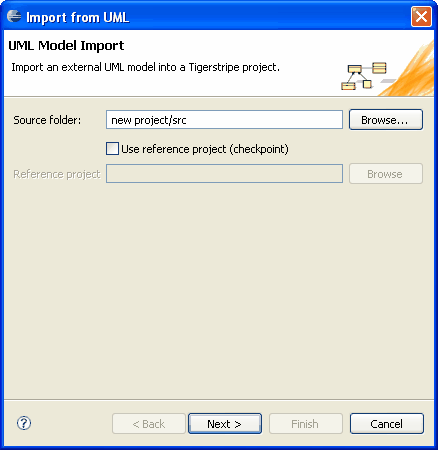 Import from UML
UML Model Import
Import an external UML model into a Tigerstripe project.
Source folder: new project/src Browse...
Use reference project (checkpoint)
Reference project Browse
? < Back Next > Finish Cancel